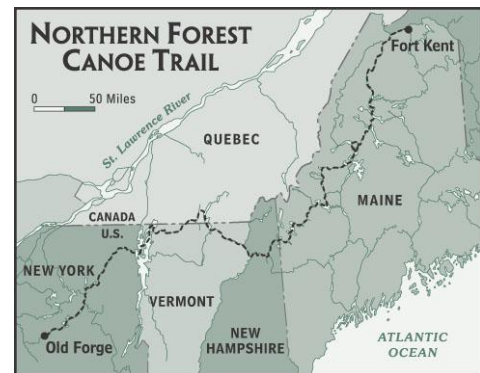 NORTHERN FOREST
CANOE TRAIL
0 50 Miles
St. Lawrence River
Fort Kent
QUEBEC
MAINE
CANADA
U.S.
NEW YORK
VERMONT
Old Forge
NEW
HAMPSHIRE
ATLANTIC
OCEAN